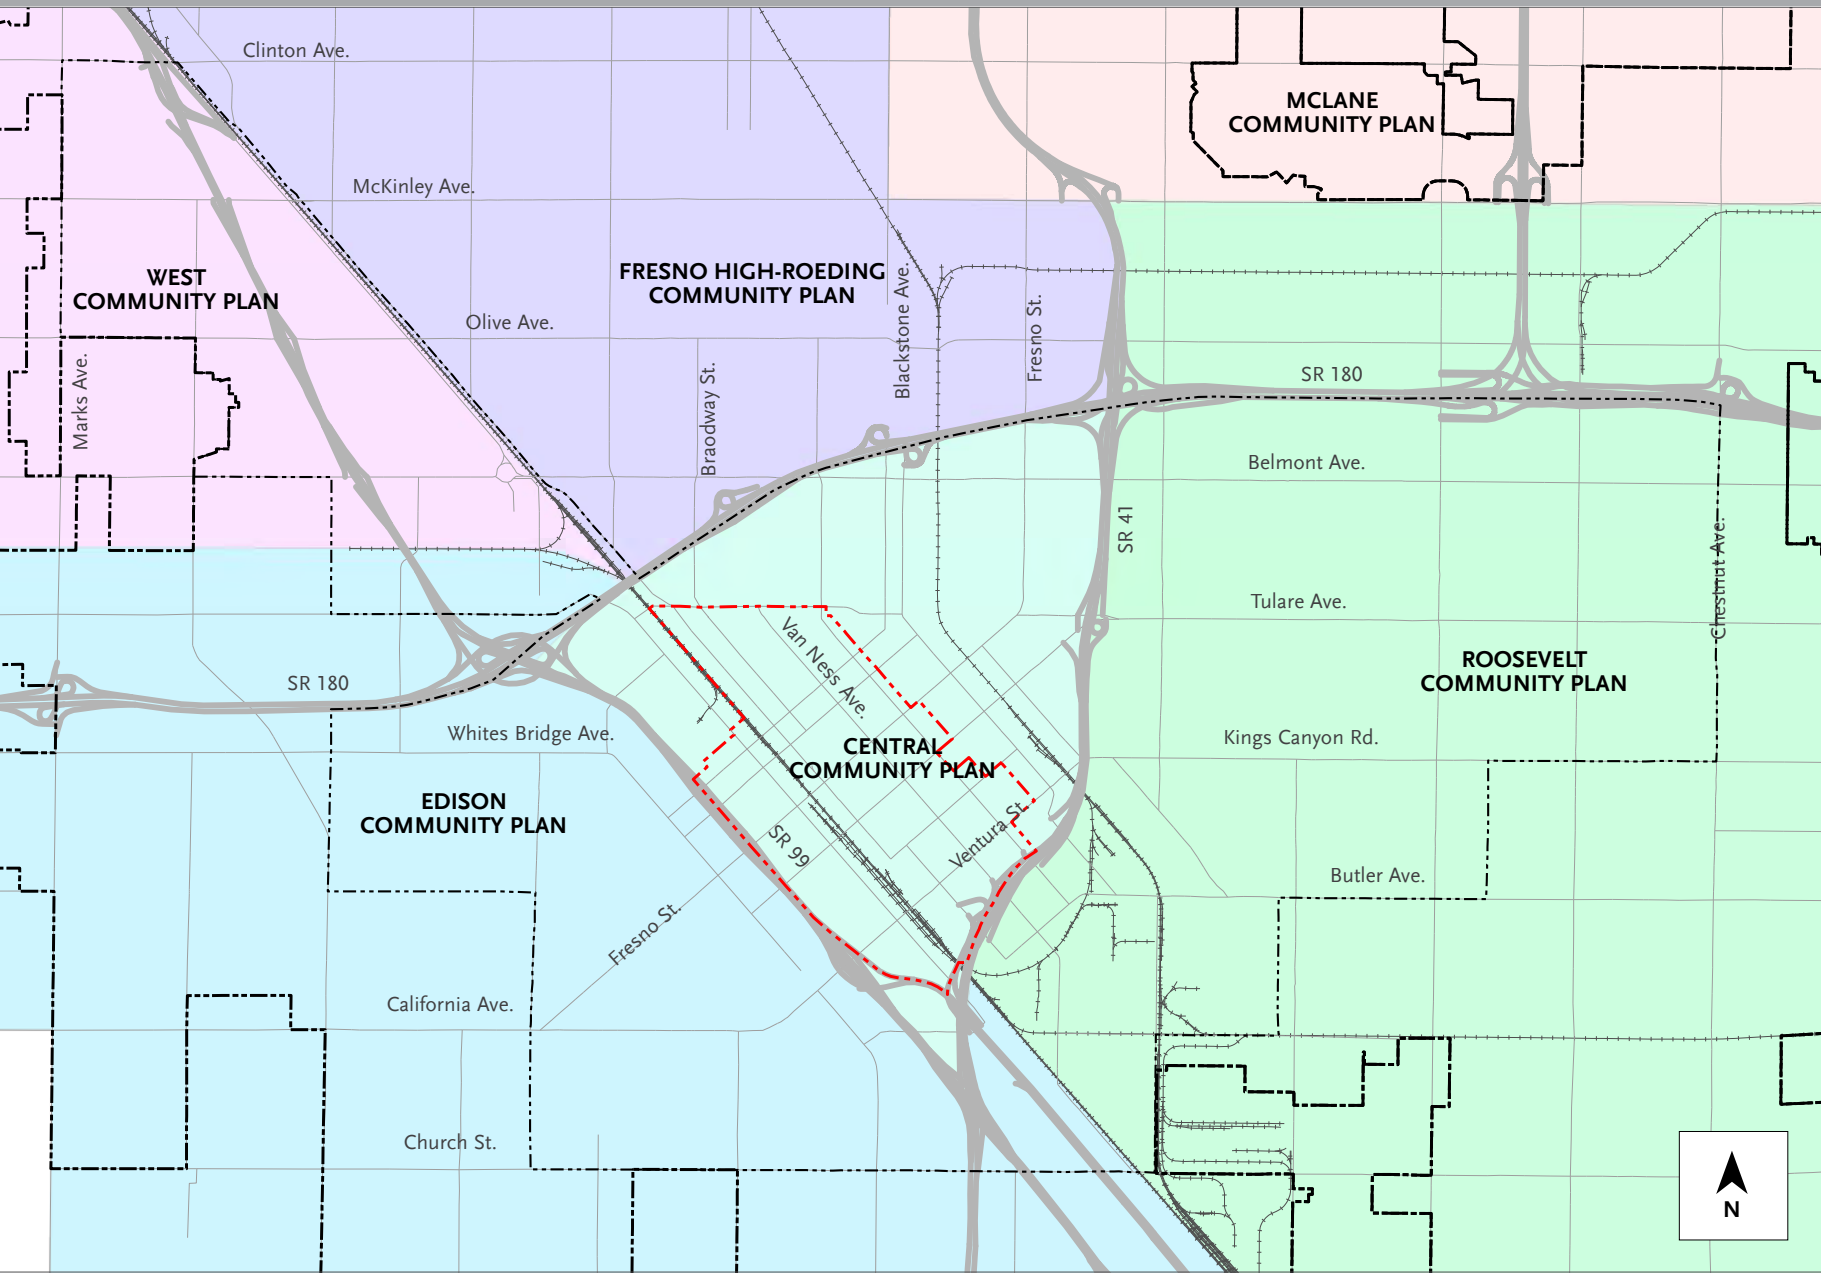 Clinton Ave.
MCLANE
COMMUNITY PLAN
McKinley Ave.
WEST
COMMUNITY PLAN
FRESNO HIGH-ROEDING
COMMUNITY PLAN
Blackstone Ave.
Fresno St.
Olive Ave.
Marks Ave.
Braodway St.
SR 180
Belmont Ave.
SR 41
Chestnut Ave.
Tulare Ave.
Van Ness Ave.
ROOSEVELT
COMMUNITY PLAN
SR 180
Whites Bridge Ave.
Kings Canyon Rd.
CENTRAL
COMMUNITY PLAN
EDISON
COMMUNITY PLAN
SR 99
Ventura St.
Butler Ave.
Fresno St.
California Ave.
Church St.
N